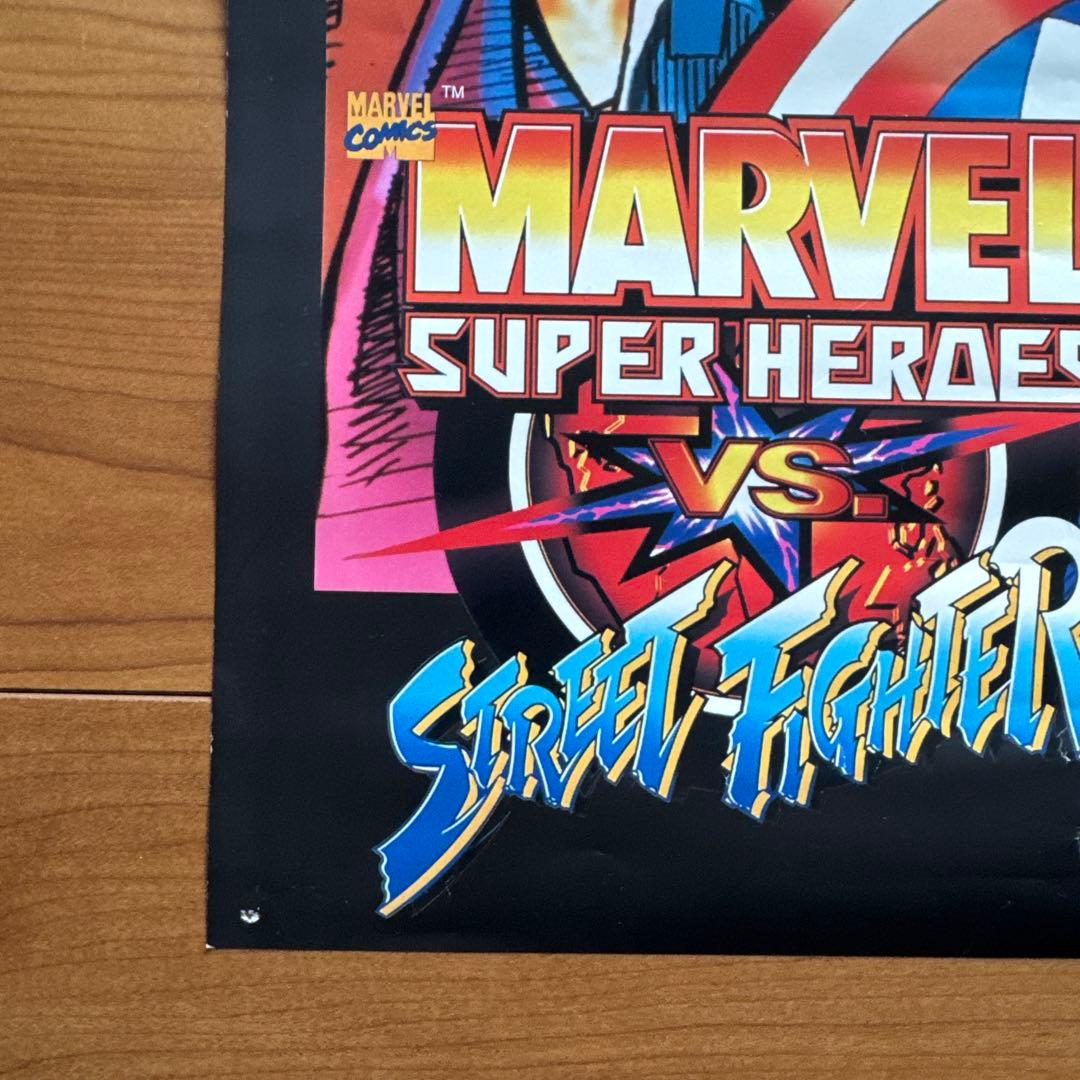 MARVEL
COMICS
TM
MARVEL
SUPER HEROES
VS.
STREET FIGHTER